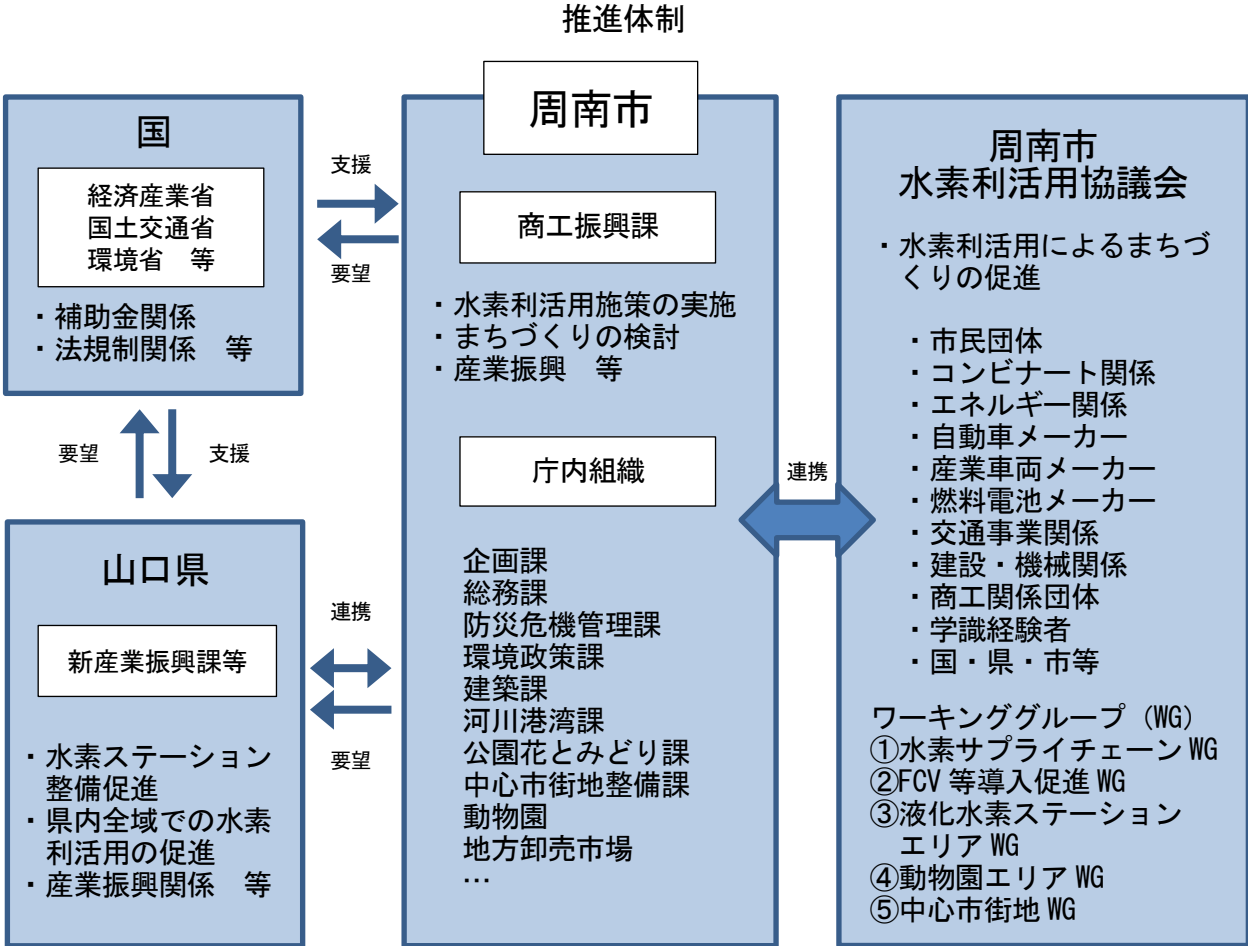 推進体制
国
経済産業省
国土交通省
環境省　等
・補助金関係
・法規制関係　等
要望
支援
山口県
新産業振興課等
・水素ステーション
整備促進
・県内全域での水素
利活用の促進
・産業振興関係　等
支援
要望
連携
要望
周南市
商工振興課
・水素利活用施策の実施
・まちづくりの検討
・産業振興　等
庁内組織
企画課
総務課
防災危機管理課
環境政策課
建築課
河川港湾課
公園花とみどり課
中心市街地整備課
動物園
地方卸売市場
…
連携
周南市
水素利活用協議会
・水素利活用によるまちづ
くりの促進
・市民団体
・コンビナート関係
・エネルギー関係
・自動車メーカー
・産業車両メーカー
・燃料電池メーカー
・交通事業関係
・建設・機械関係
・商工関係団体
・学識経験者
・国・県・市等
ワーキンググループ（WG）
①水素サプライチェーン WG
②FCV 等導入促進 WG
③液化水素ステーション
エリア WG
④動物園エリア WG
⑤中心市街地 WG